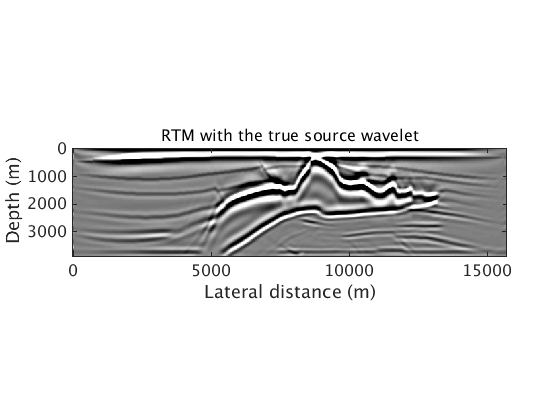 RTM with the true source wavelet
0
1000
2000
3000
Depth (m)
0 5000 10000 15000
Lateral distance (m)